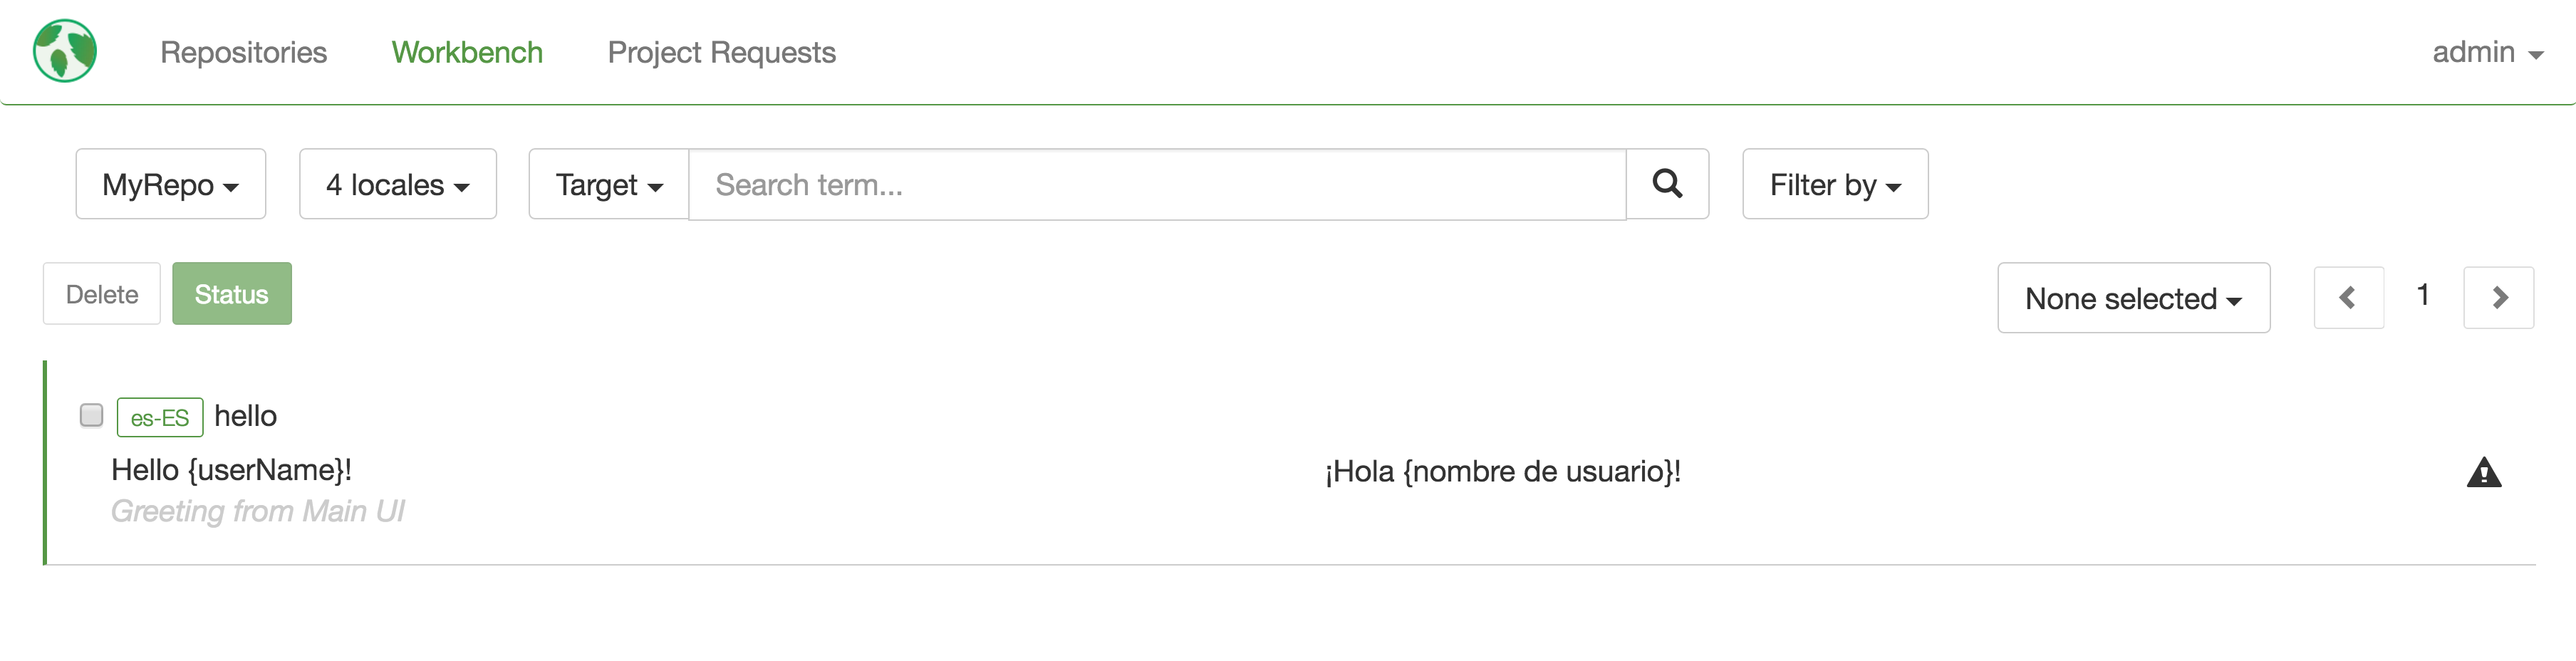 Repositories Workbench Project Requests admin
MyRepo 4 locales Target Search term... Filter by
Delete Status None selected 1
es-ES hello
Hello {userName}! ¡Hola {nombre de usuario}!
Greeting from Main UI